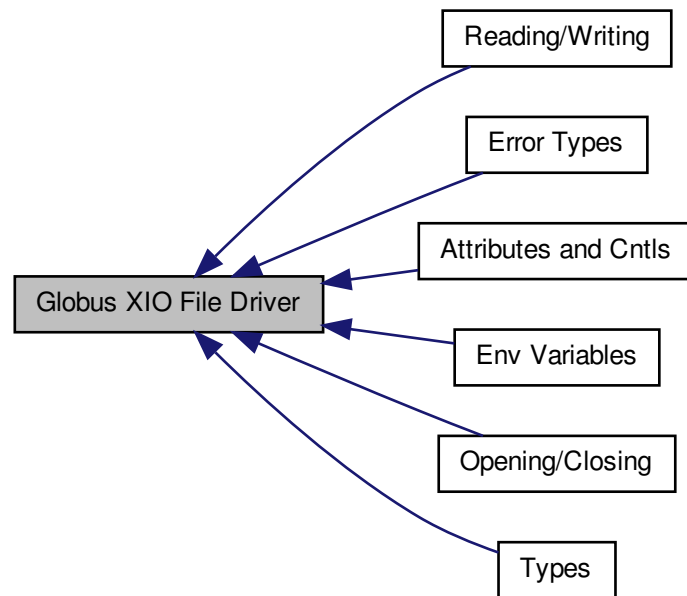 Reading/Writing
Error Types
Attributes and Cntls
Globus XIO File Driver
Env Variables
Opening/Closing
Types